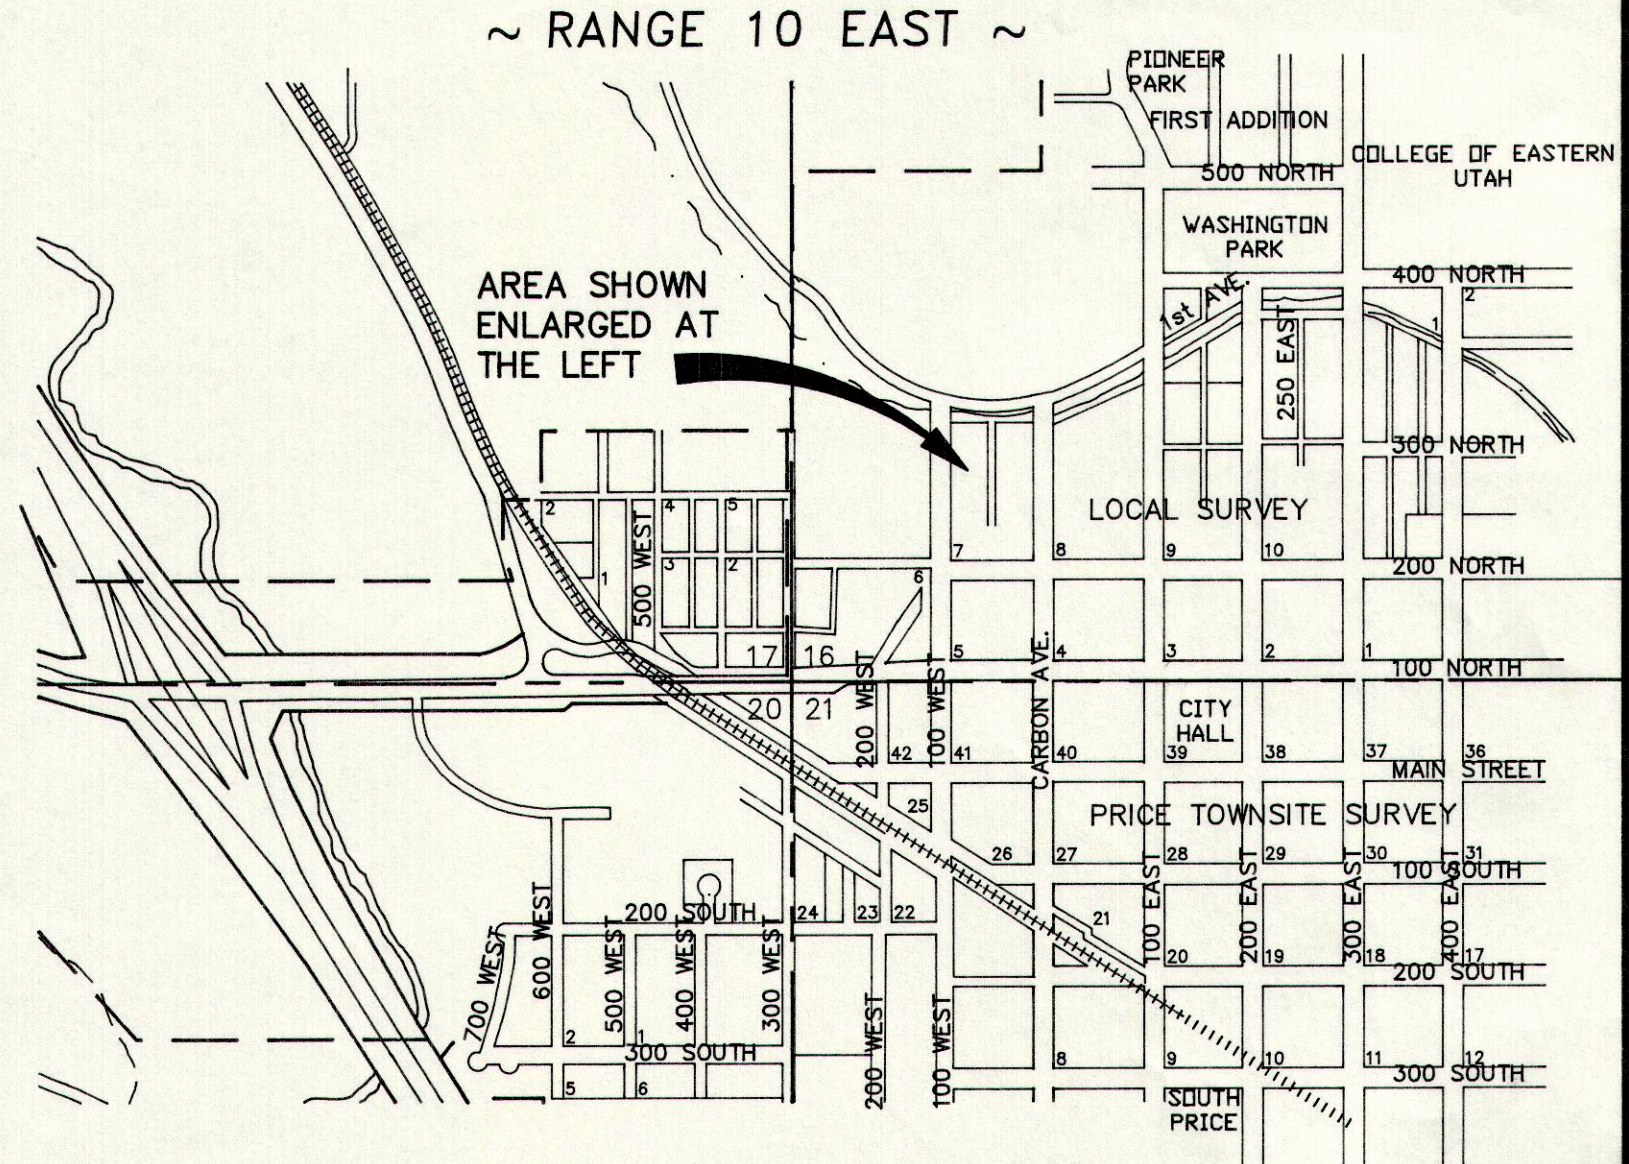 ~ RANGE 10 EAST ~
PIONEER
PARK
FIRST ADDITION
COLLEGE OF EASTERN
UTAH
500 NORTH
WASHINGTON
PARK
400 NORTH
AREA SHOWN
ENLARGED AT
THE LEFT
1st AVE.
250 EAST
1
2
300 NORTH
LOCAL SURVEY
2
4
5
500 WEST
1
3
2
7
8
9
10
200 NORTH
6
17
16
5
4
3
2
1
100 NORTH
20
21
200 WEST
100 WEST
CARBON AVE.
CITY
HALL
42
41
40
39
38
37
36
MAIN STREET
25
PRICE TOWNSITE SURVEY
26
27
28
29
30
31
100 SOUTH
100 EAST
200 EAST
300 EAST
400 EAST
200 SOUTH
24
23
22
21
20
19
18
17
200 SOUTH
700 WEST
600 WEST
500 WEST
400 WEST
300 WEST
200 WEST
100 WEST
2
1
300 SOUTH
8
9
10
11
12
300 SOUTH
5
6
SOUTH
PRICE